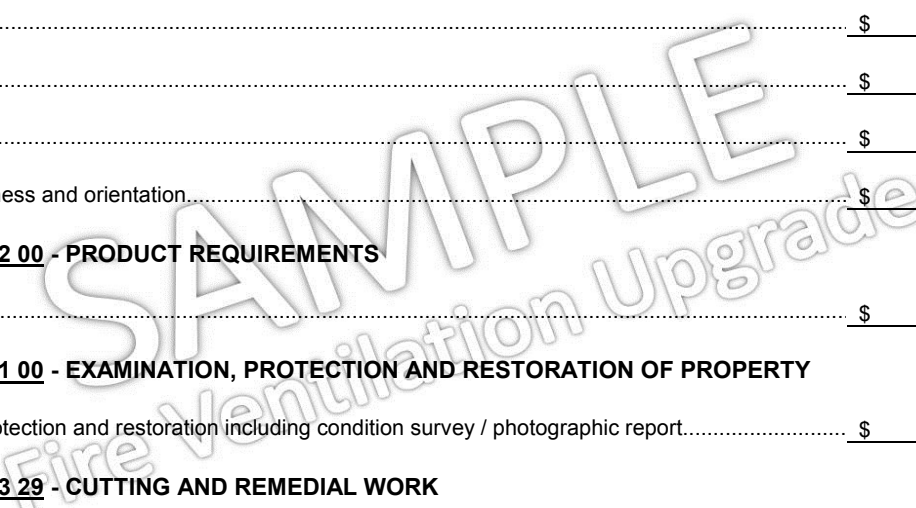 $
$
$
ness and orientation $
2 00 - PRODUCT REQUIREMENTS
$
1 00 - EXAMINATION, PROTECTION AND RESTORATION OF PROPERTY
otection and restoration including condition survey / photographic report $
3 29 - CUTTING AND REMEDIAL WORK
SAMPLE
Fire Ventilation Upgrade